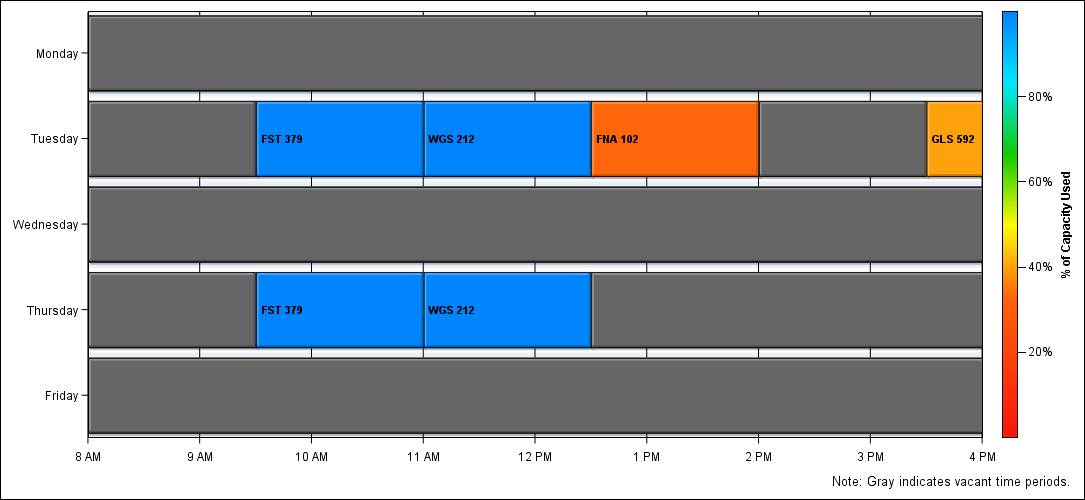 Monday
Tuesday
FST 379
WGS 212
FNA 102
GLS 592
Wednesday
Thursday
FST 379
WGS 212
Friday
8 AM
9 AM
10 AM
11 AM
12 PM
1 PM
2 PM
3 PM
4 PM
80%
60%
40%
20%
% of Capacity Used
Note: Gray indicates vacant time periods.